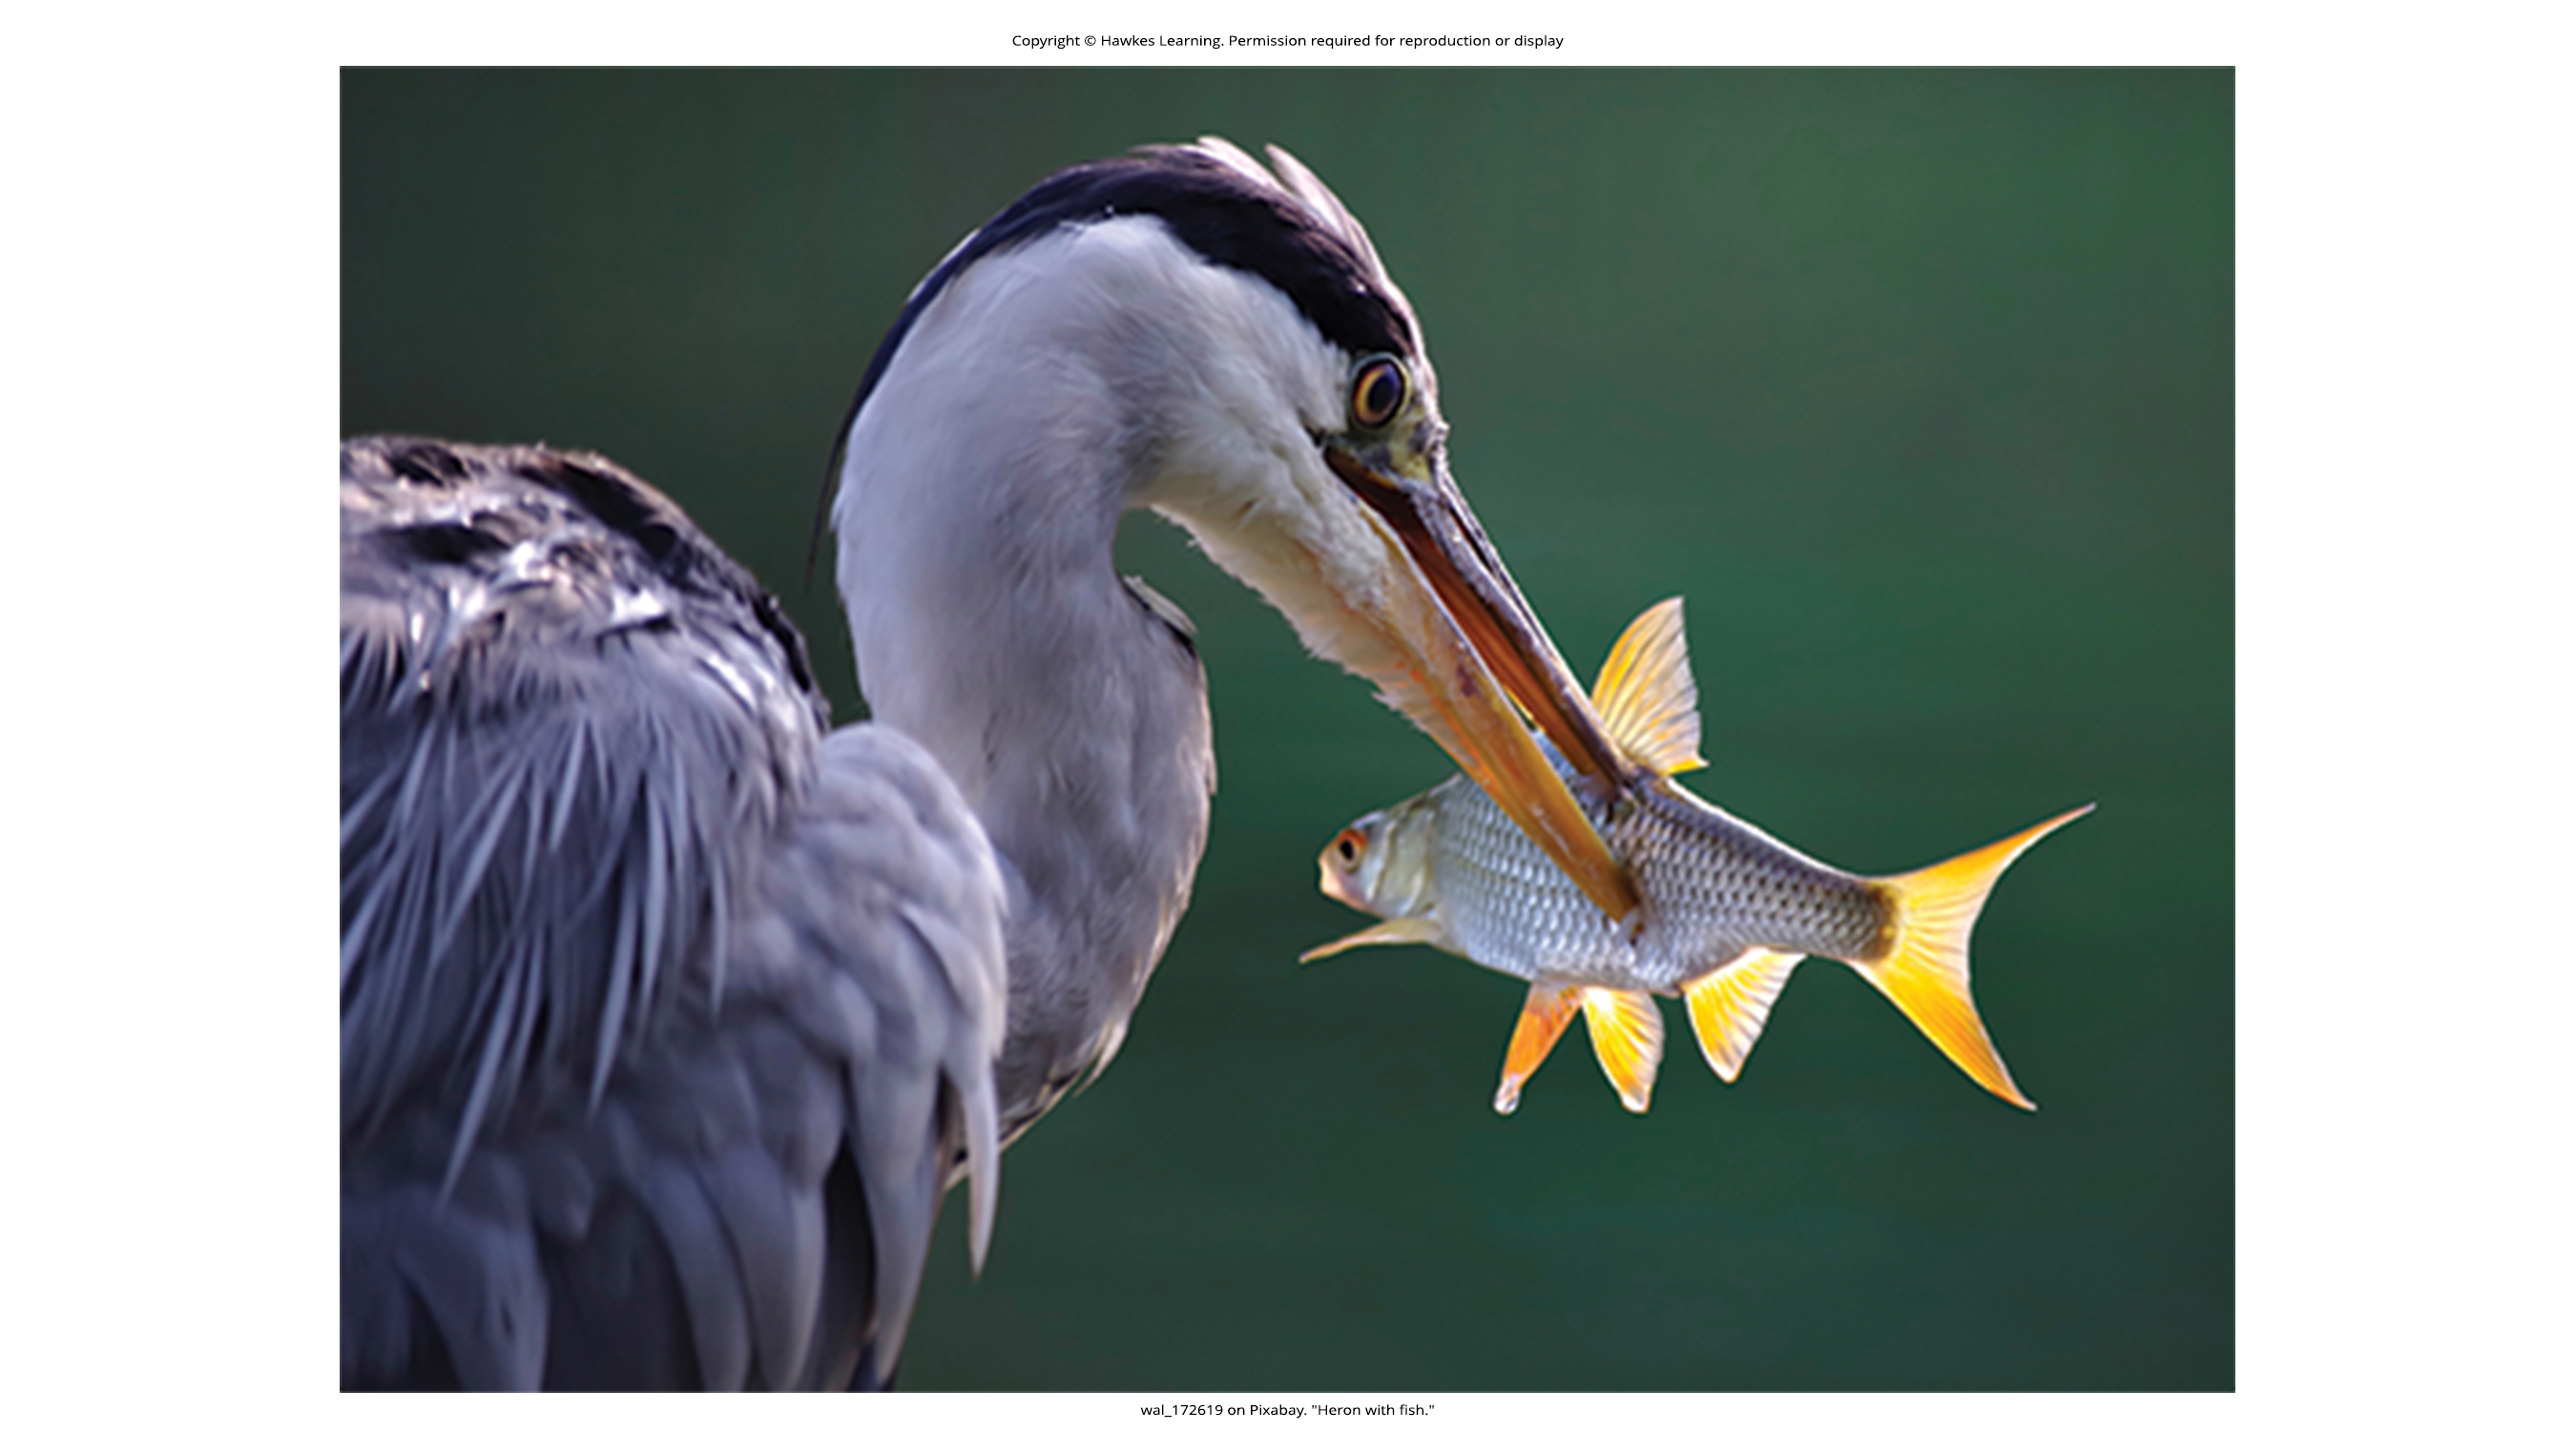 Copyright © Hawkes Learning. Permission required for reproduction or display
wal_172619 on Pixabay. "Heron with fish."